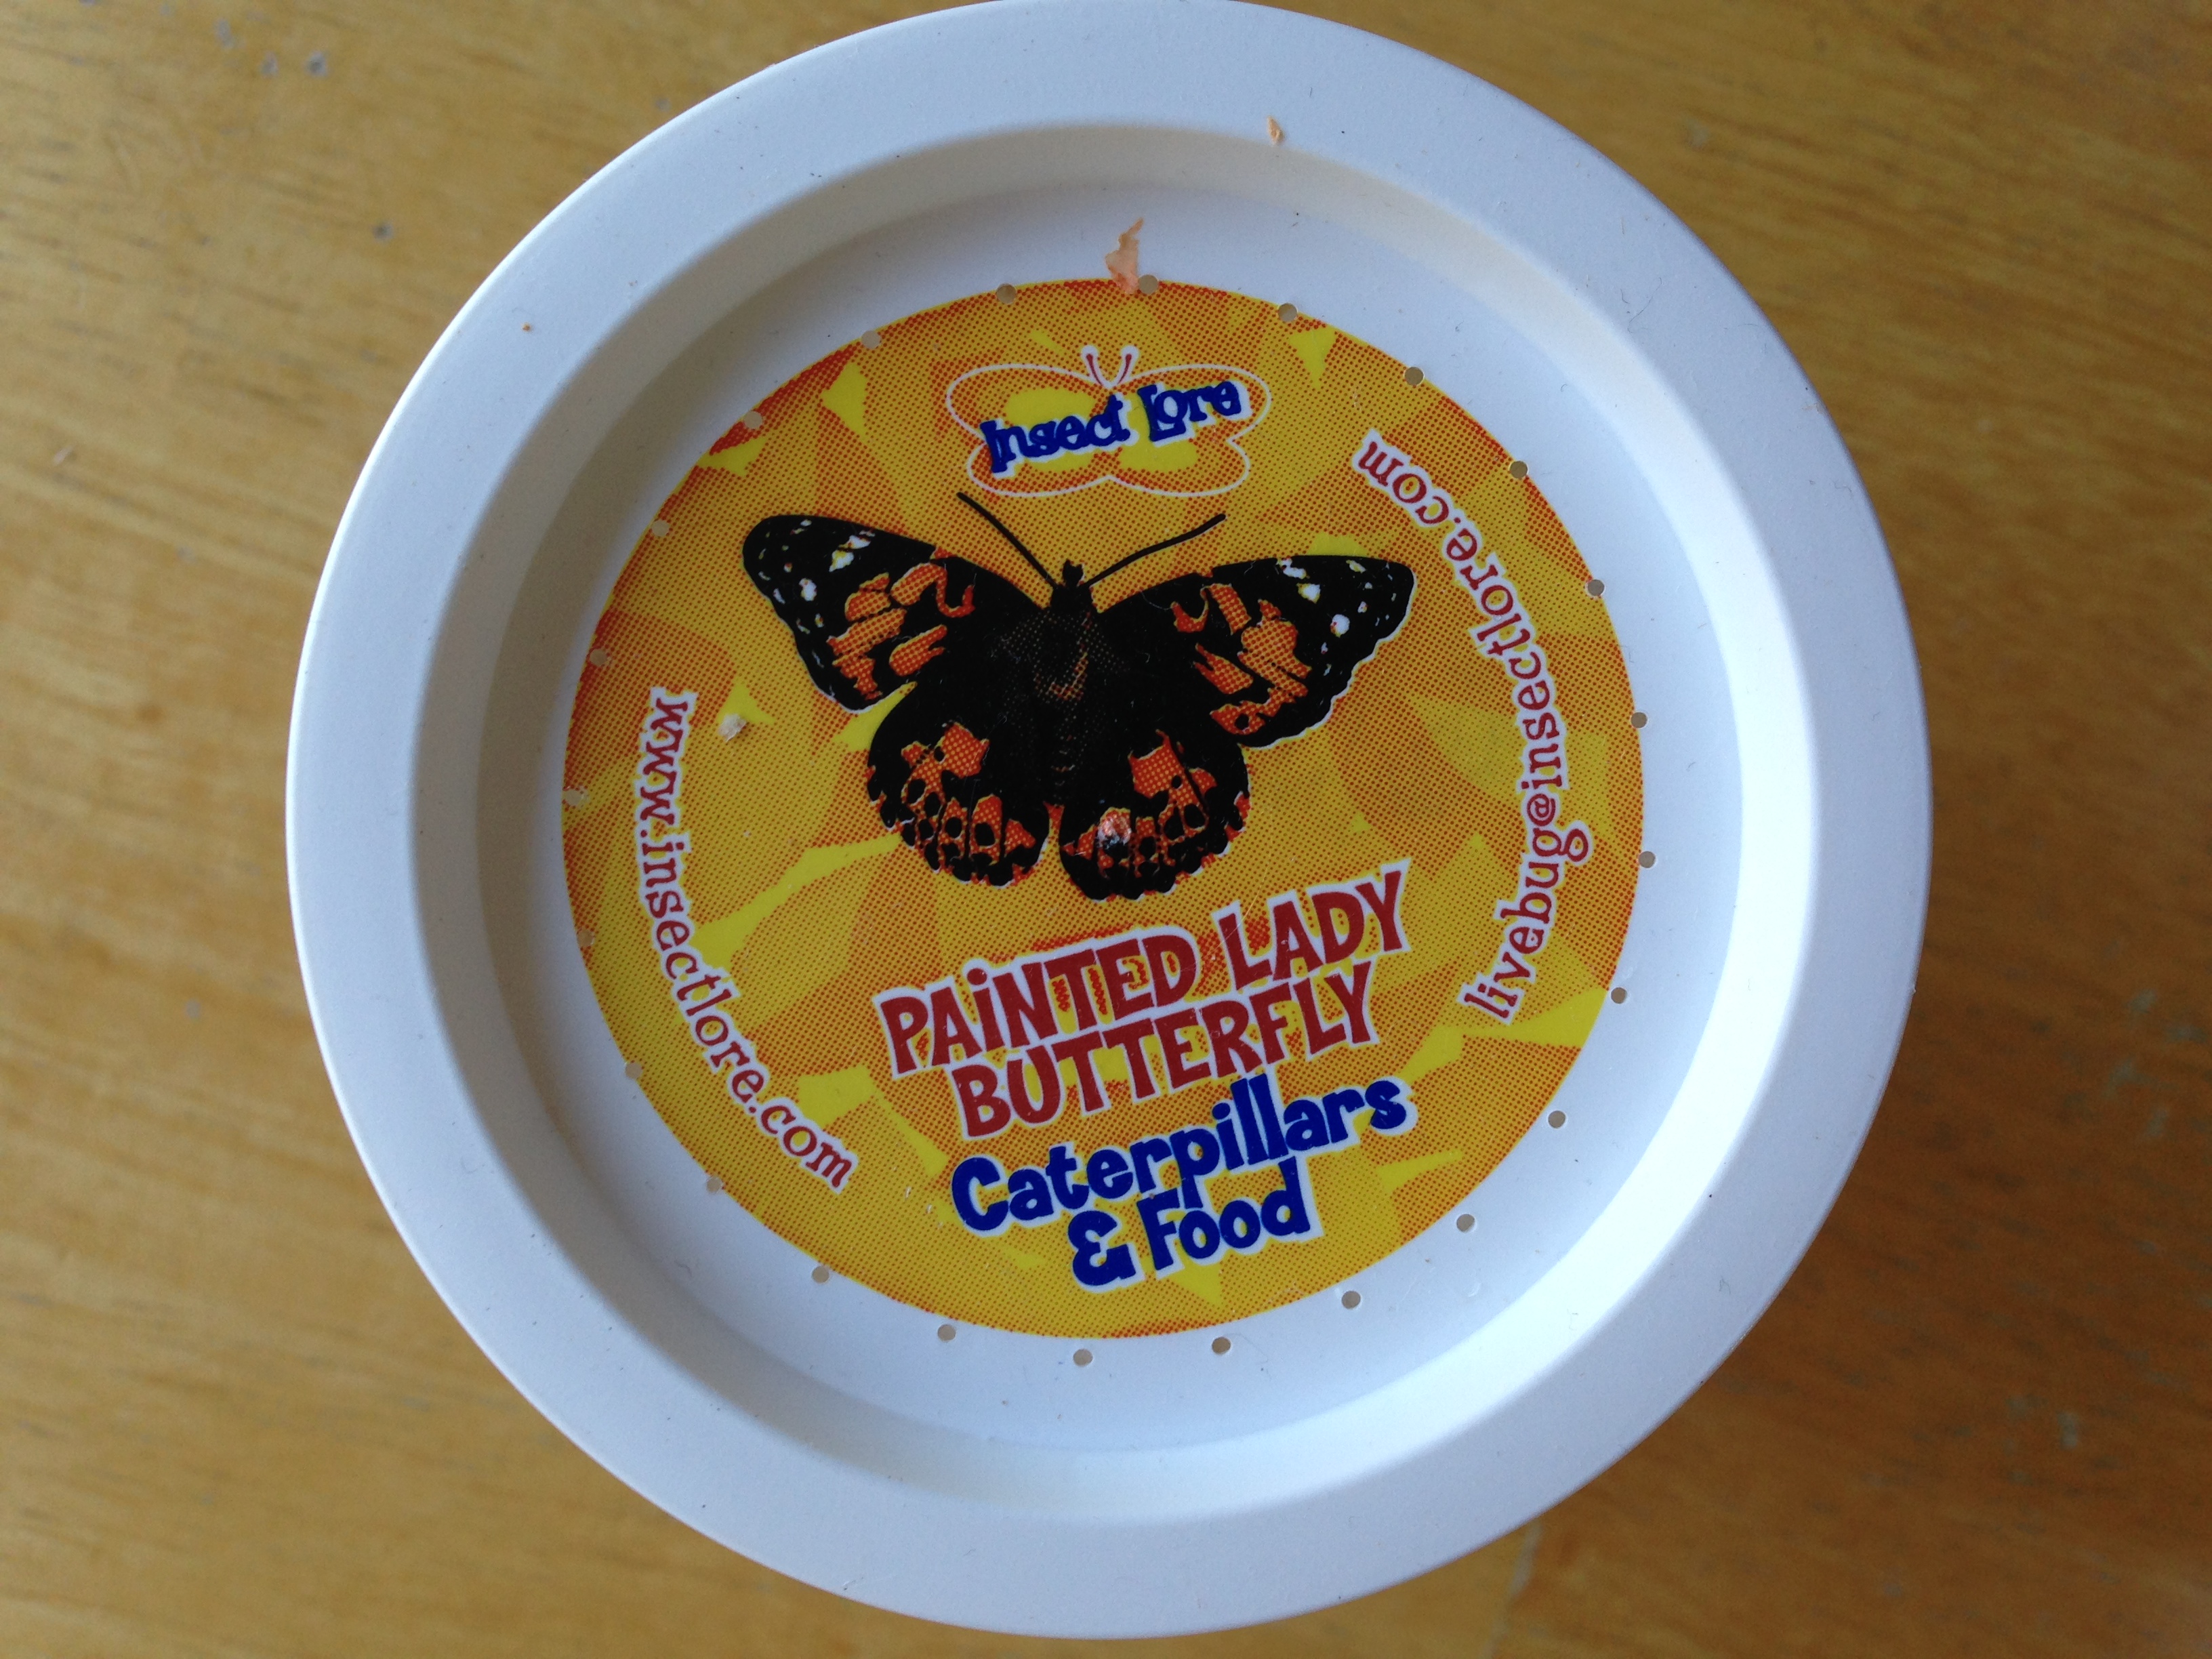 Insect Lore
www.insectlore.com
livebug@insectlore.com
PAiNTED LADY
BUTTERFLY
Caterpillars
& Food